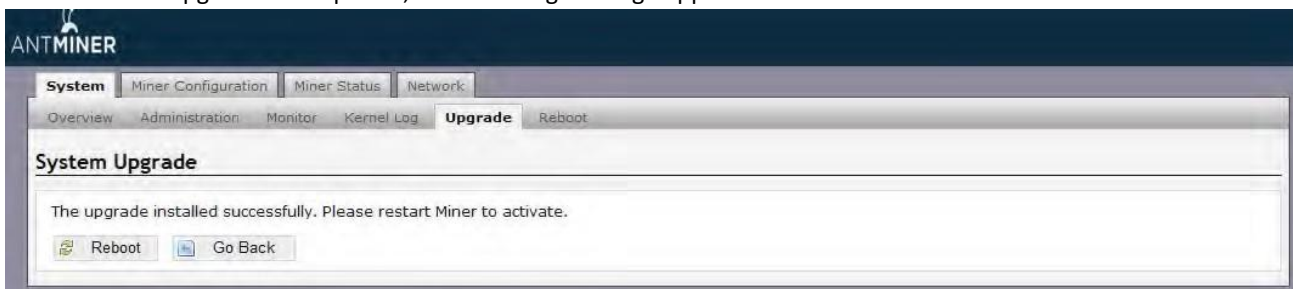 ANTMINER
System Miner Configuration Miner Status Network
Overview Administration Monitor Kernel Log Upgrade Reboot
System Upgrade
The upgrade installed successfully. Please restart Miner to activate.
Reboot Go Back